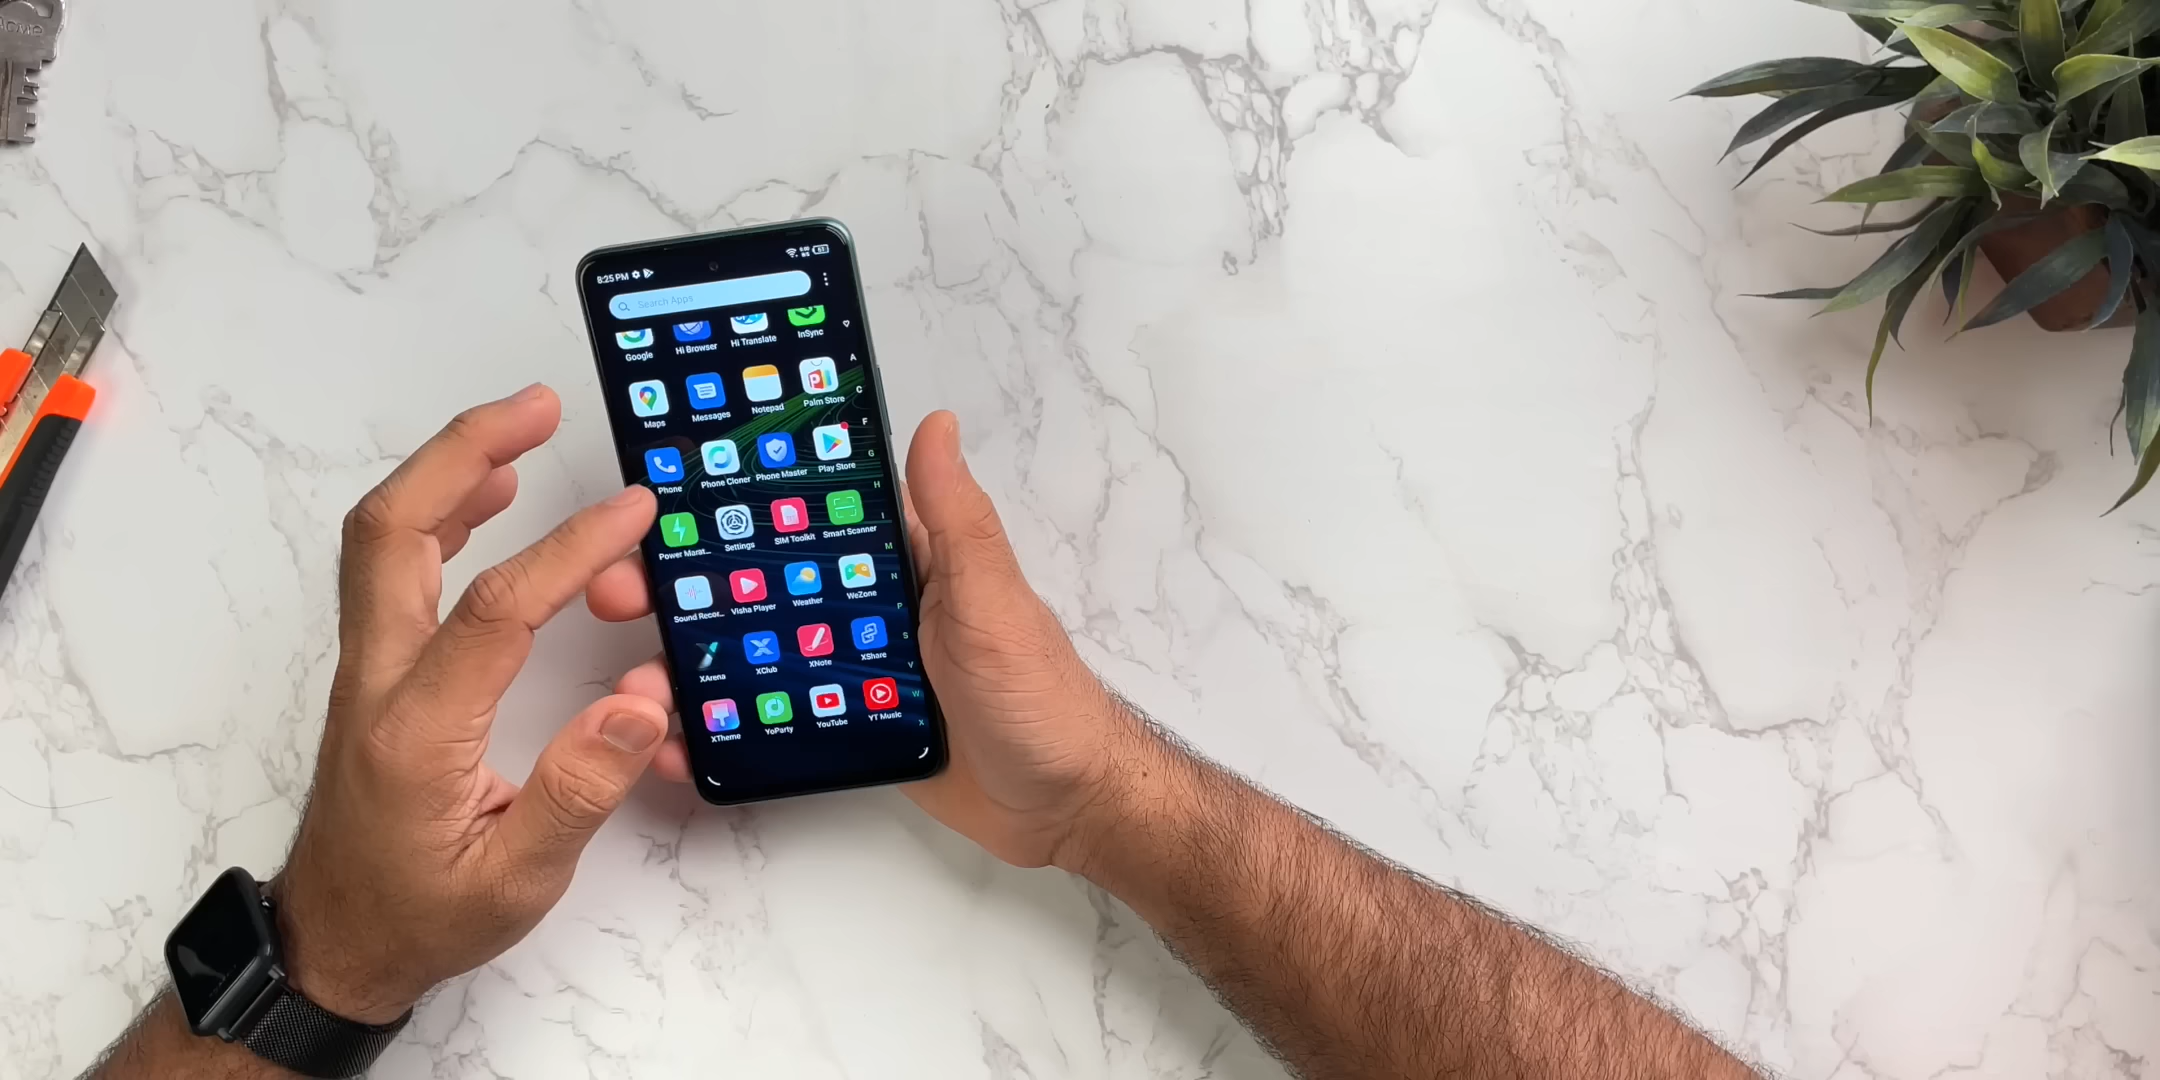 ACME
8:25 PM
Search Apps
Google Hi Browser Hi Translate InSync
A
Maps Messages Notepad Palm Store
C
F
Phone Phone Cloner Phone Master Play Store
G
H
Power Marat... Settings SIM Toolkit Smart Scanner
I
M
Sound Recor... Visha Player Weather WeZone
N
P
XArena XClub XNote XShare
S
V
XTheme YoParty YouTube YT Music
W
X